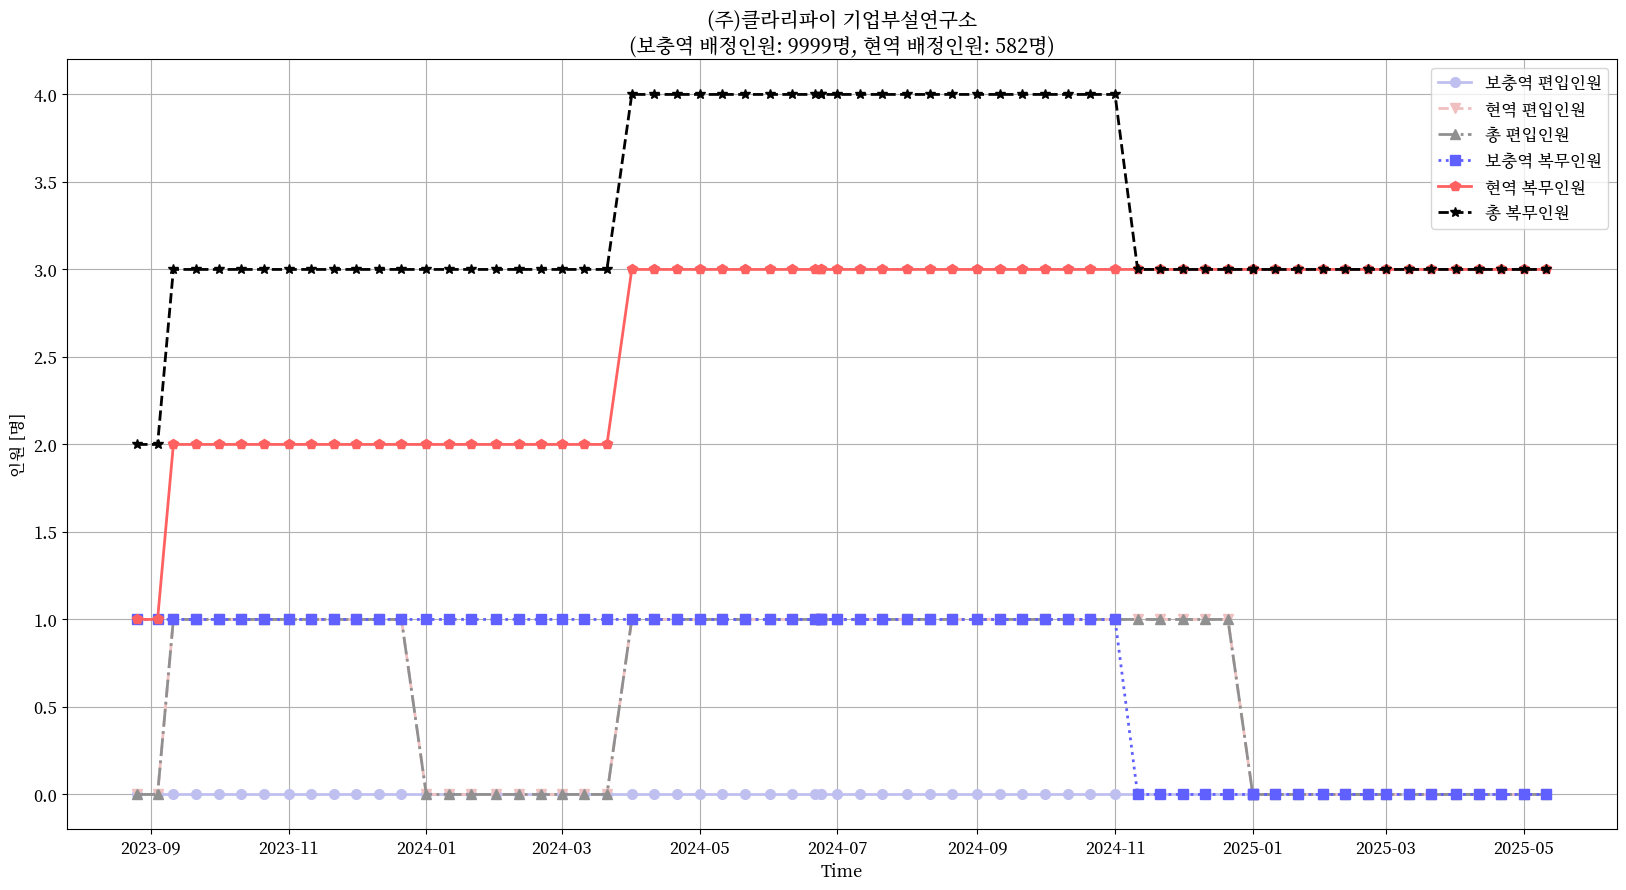 (주)클라리파이 기업부설연구소
(보충역 배정인원: 9999명, 현역 배정인원: 582명)
보충역 편입인원
현역 편입인원
총 편입인원
보충역 복무인원
현역 복무인원
총 복무인원
인원 [명]
4.0
3.5
3.0
2.5
2.0
1.5
1.0
0.5
0.0
2023-09 2023-11 2024-01 2024-03 2024-05 2024-07 2024-09 2024-11 2025-01 2025-03 2025-05
Time